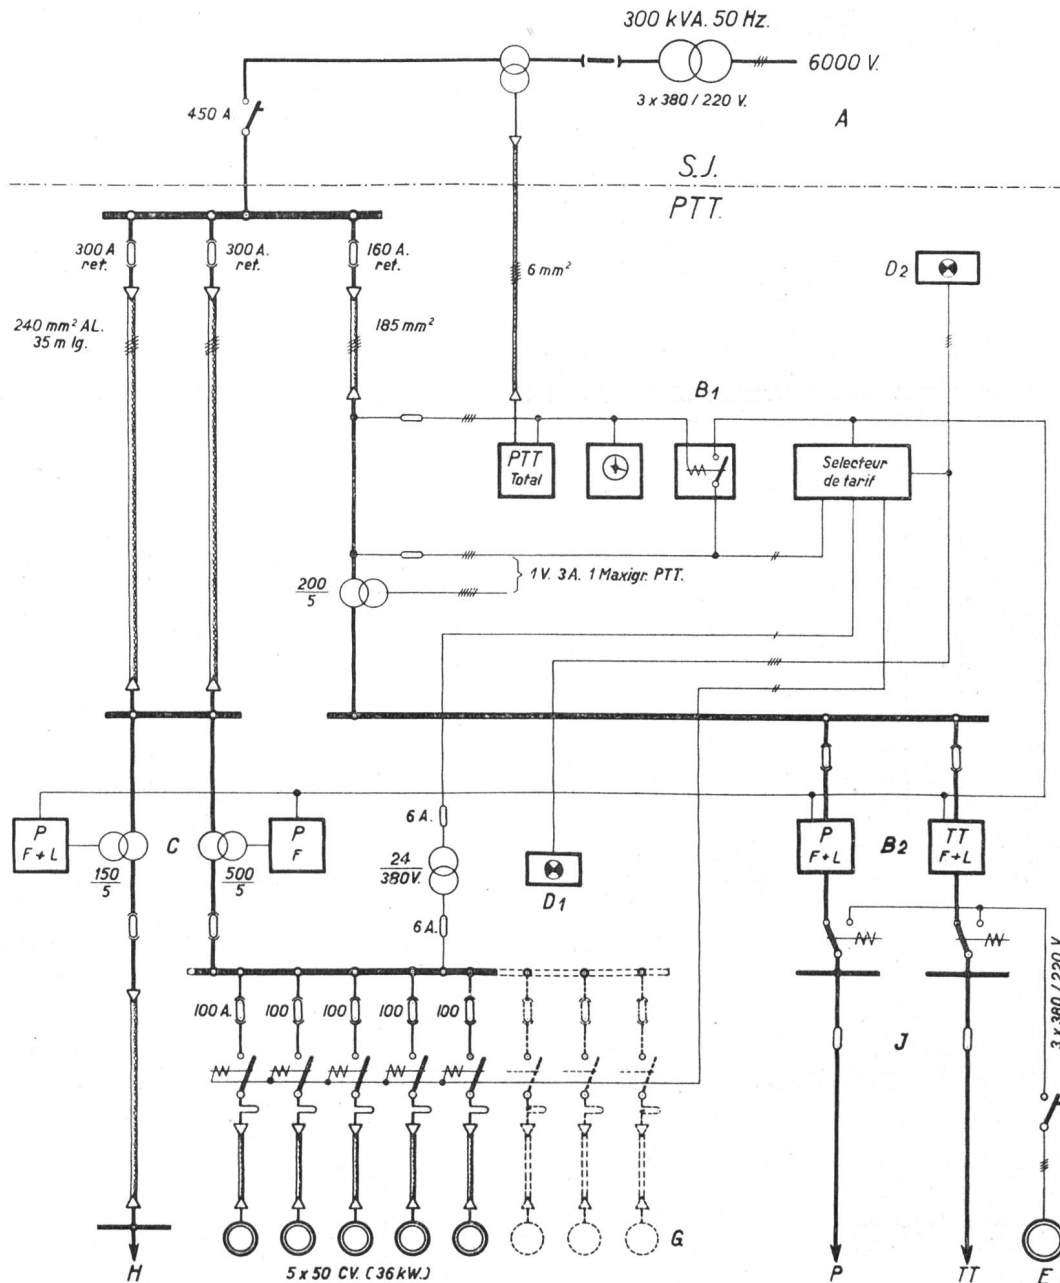 300 kVA. 50 Hz.
6000 V.
3 x 380 / 220 V.
A
450 A.
S.J.
PTT.
300 A
ret.
300 A.
ret.
160 A.
ret.
6 mm²
D2
240 mm² AL.
35 m lg.
185 mm²
B1
PTT
Total
Selecteur
de tarif
200
5
1 V. 3 A. 1 Maxigr. PTT.
P
F + L
C
P
F
150
5
500
5
6 A.
24
380 V.
6 A.
D1
P
F + L
B2
TT
F + L
100 A.
100
100
100
100
J
3 x 380 / 220 V.
G
H
5 x 50 CV. (36 kW.)
P
TT
E